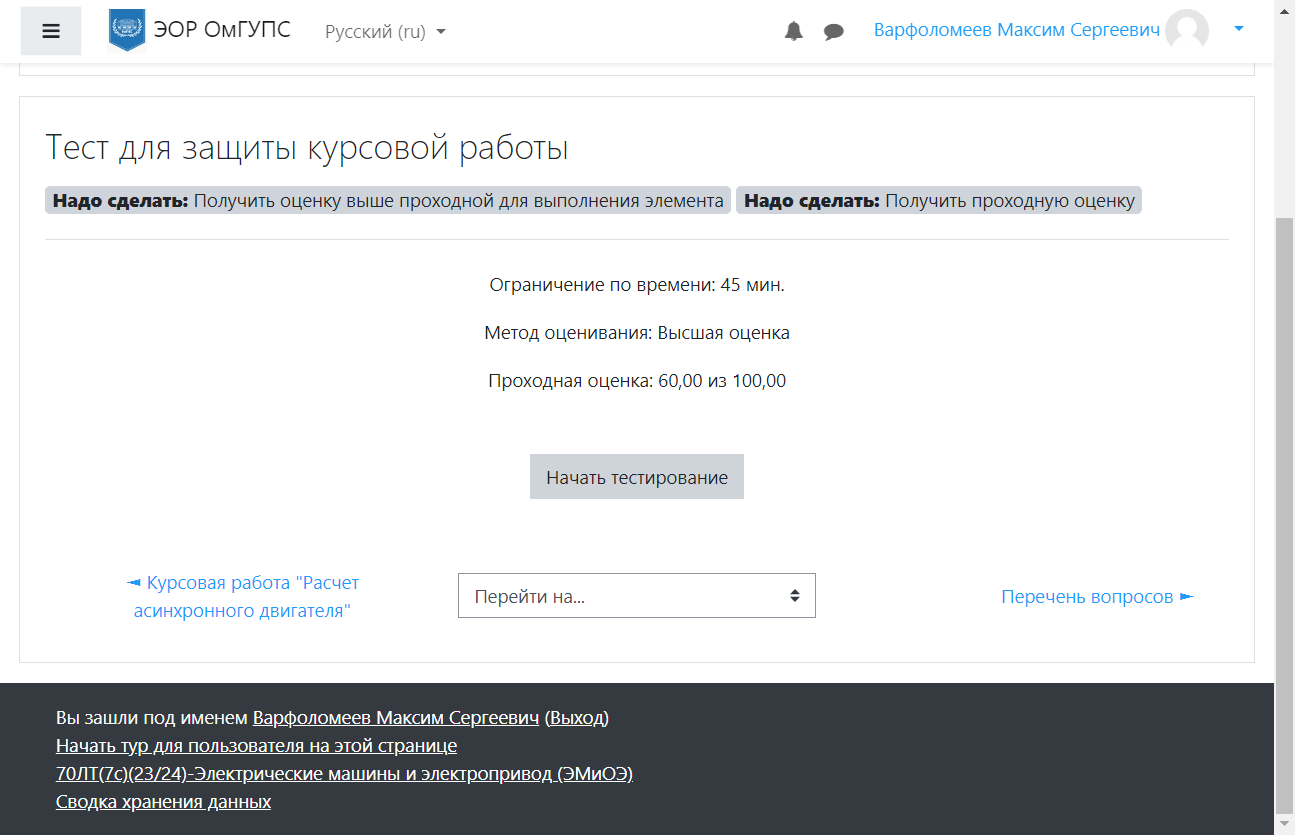 ЭОР ОмГУПС
Русский (ru)
Варфоломеев Максим Сергеевич
Тест для защиты курсовой работы
Надо сделать: Получить оценку выше проходной для выполнения элемента
Надо сделать: Получить проходную оценку
Ограничение по времени: 45 мин.
Метод оценивания: Высшая оценка
Проходная оценка: 60,00 из 100,00
Начать тестирование
◄ Курсовая работа "Расчет
асинхронного двигателя"
Перейти на...
Перечень вопросов ►
Вы зашли под именем Варфоломеев Максим Сергеевич (Выход)
Начать тур для пользователя на этой странице
70ЛТ(7с)(23/24)-Электрические машины и электропривод (ЭМиОЭ)
Сводка хранения данных